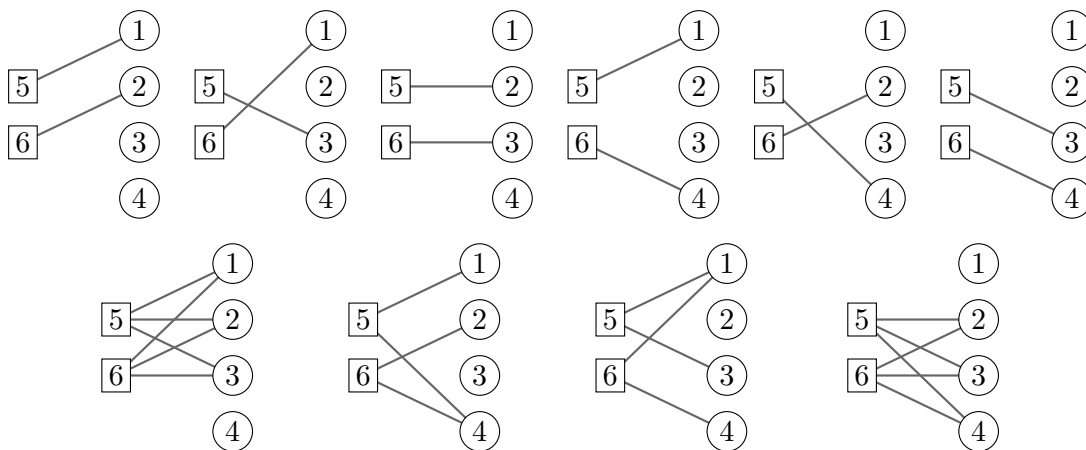 1 1 1 1 1 1
5 2 5 2 5 2 5 2 5 2 5 2
6 3 6 3 6 3 6 3 6 3 6 3
4 4 4 4 4 4
1 1 1 1
5 2 5 2 5 2 5 2
6 3 6 3 6 3 6 3
4 4 4 4